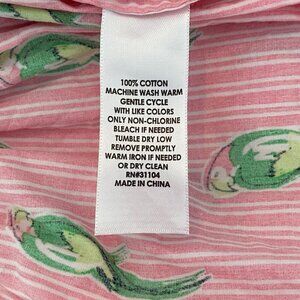 100% COTTON
MACHINE WASH WARM
GENTLE CYCLE
WITH LIKE COLORS
ONLY NON-CHLORINE
BLEACH IF NEEDED
TUMBLE DRY LOW
REMOVE PROMPTLY
WARM IRON IF NEEDED
OR DRY CLEAN
RN#31104
MADE IN CHINA